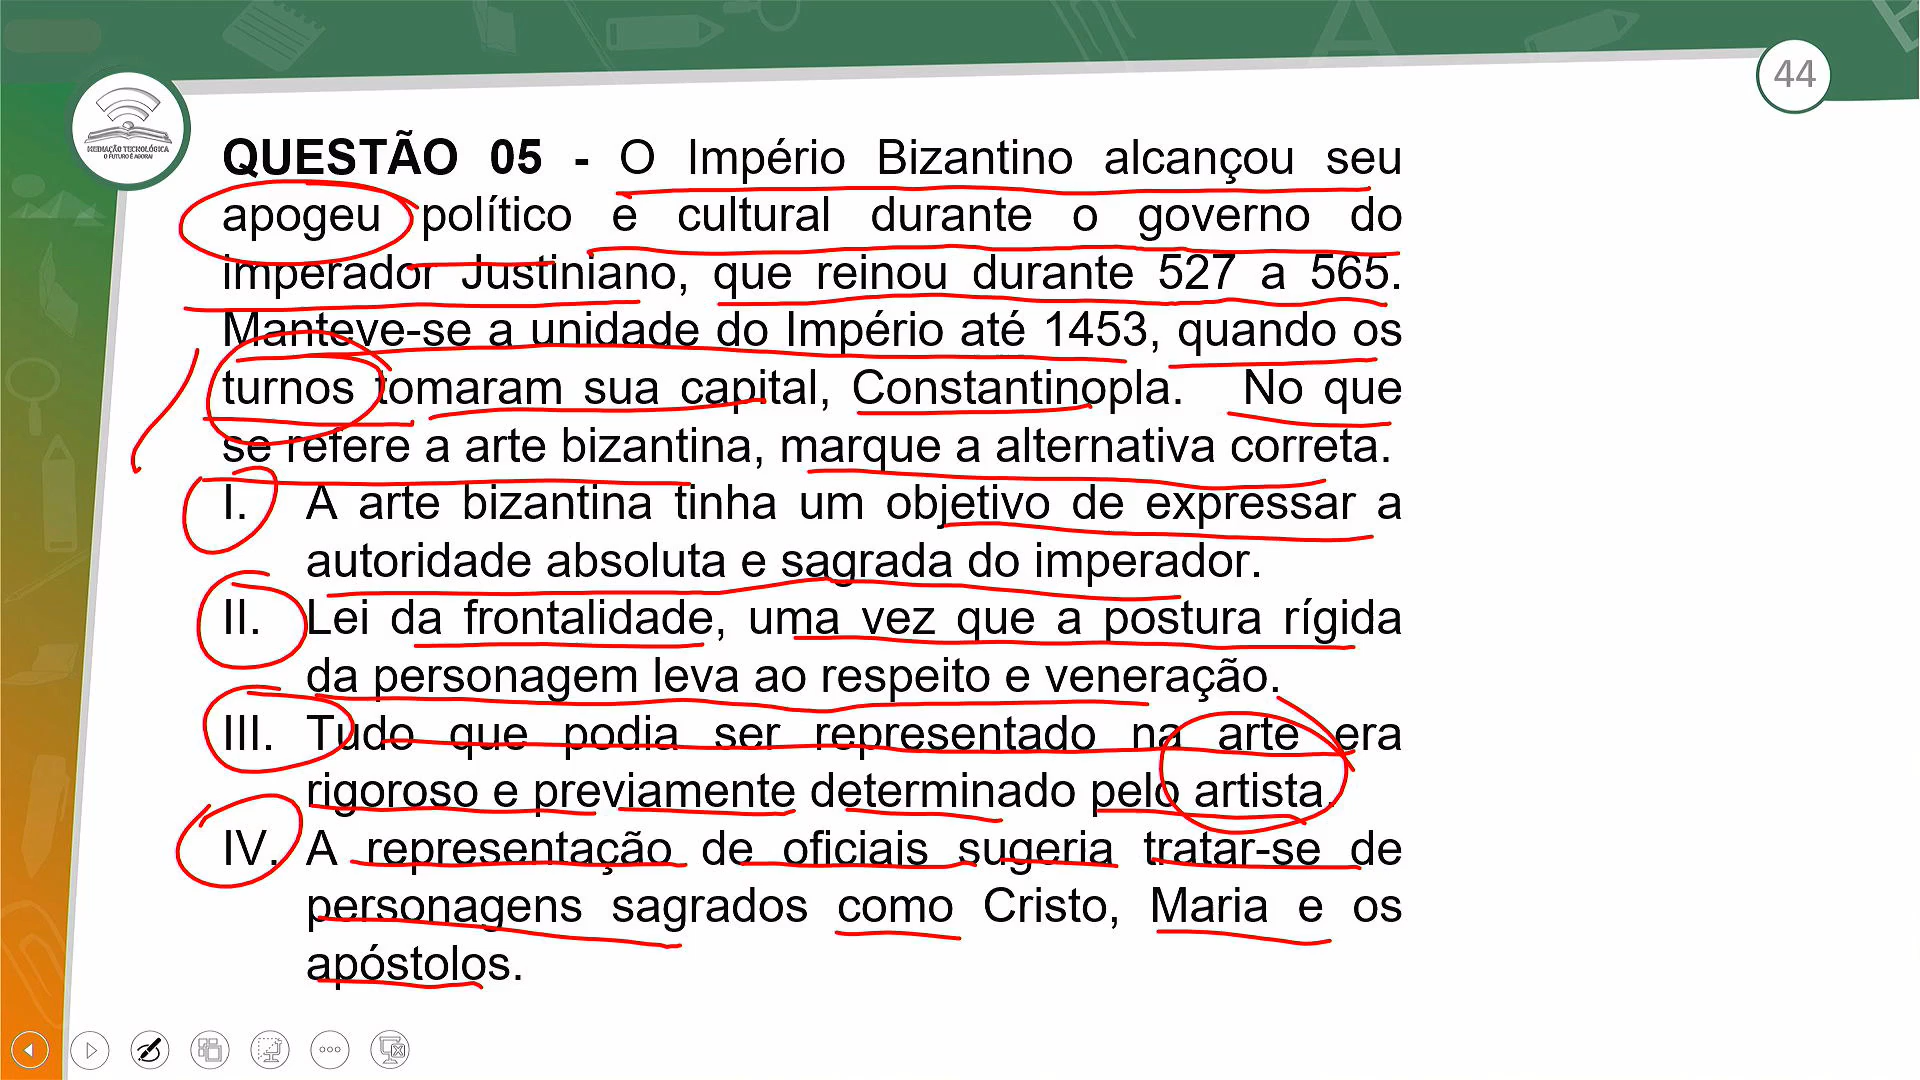 44
MEDIAÇÃO TECNOLÓGICA
O FUTURO É AGORA!
QUESTÃO 05 - O Império Bizantino alcançou seu
apogeu político e cultural durante o governo do
imperador Justiniano, que reinou durante 527 a 565.
Manteve-se a unidade do Império até 1453, quando os
turnos tomaram sua capital, Constantinopla. No que
se refere a arte bizantina, marque a alternativa correta.
I. A arte bizantina tinha um objetivo de expressar a
autoridade absoluta e sagrada do imperador.
II. Lei da frontalidade, uma vez que a postura rígida
da personagem leva ao respeito e veneração.
III. Tudo que podia ser representado na arte era
rigoroso e previamente determinado pelo artista.
IV. A representação de oficiais sugeria tratar-se de
personagens sagrados como Cristo, Maria e os
apóstolos.